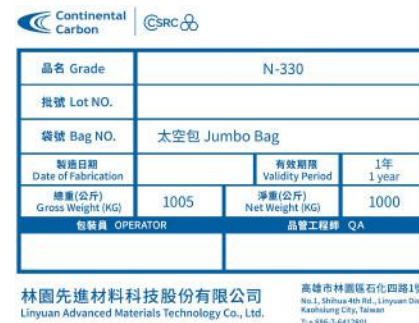 Continental
Carbon
CSRC
品名 Grade N-330
批號 Lot NO.
袋號 Bag NO. 太空包 Jumbo Bag
製造日期
Date of Fabrication
有效期限
Validity Period
1年
1 year
總重(公斤)
Gross Weight (KG)
1005
淨重(公斤)
Net Weight (KG)
1000
包裝員 OPERATOR 品管工程師 QA
林園先進材料科技股份有限公司
Linyuan Advanced Materials Technology Co., Ltd.
高雄市林園區石化四路1號
No.1, Shihua 4th Rd., Linyuan Dis
Kaohsiung City, Taiwan